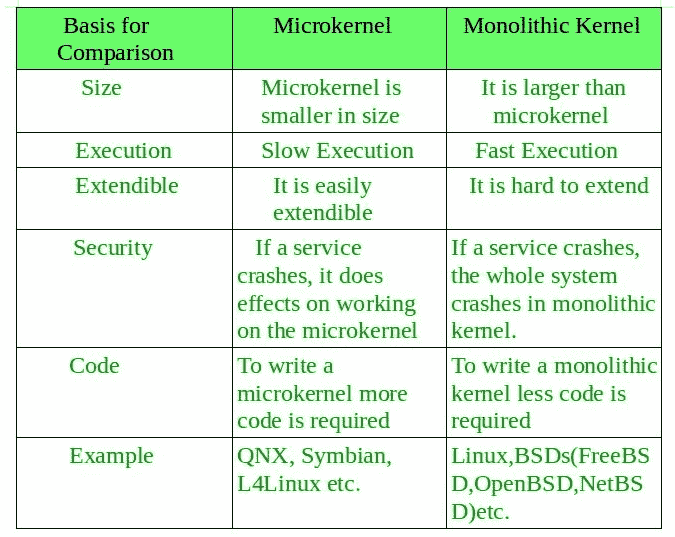 Basis for
Comparison
Microkernel
Monolithic Kernel
Size
Microkernel is
smaller in size
It is larger than
microkernel
Execution
Slow Execution
Fast Execution
Extendible
It is easily
extendible
It is hard to extend
Security
If a service
crashes, it does
effects on working
on the microkernel
If a service crashes,
the whole system
crashes in monolithic
kernel.
Code
To write a
microkernel more
code is required
To write a monolithic
kernel less code is
required
Example
QNX, Symbian,
L4Linux etc.
Linux,BSDs(FreeBS
D,OpenBSD,NetBS
D)etc.